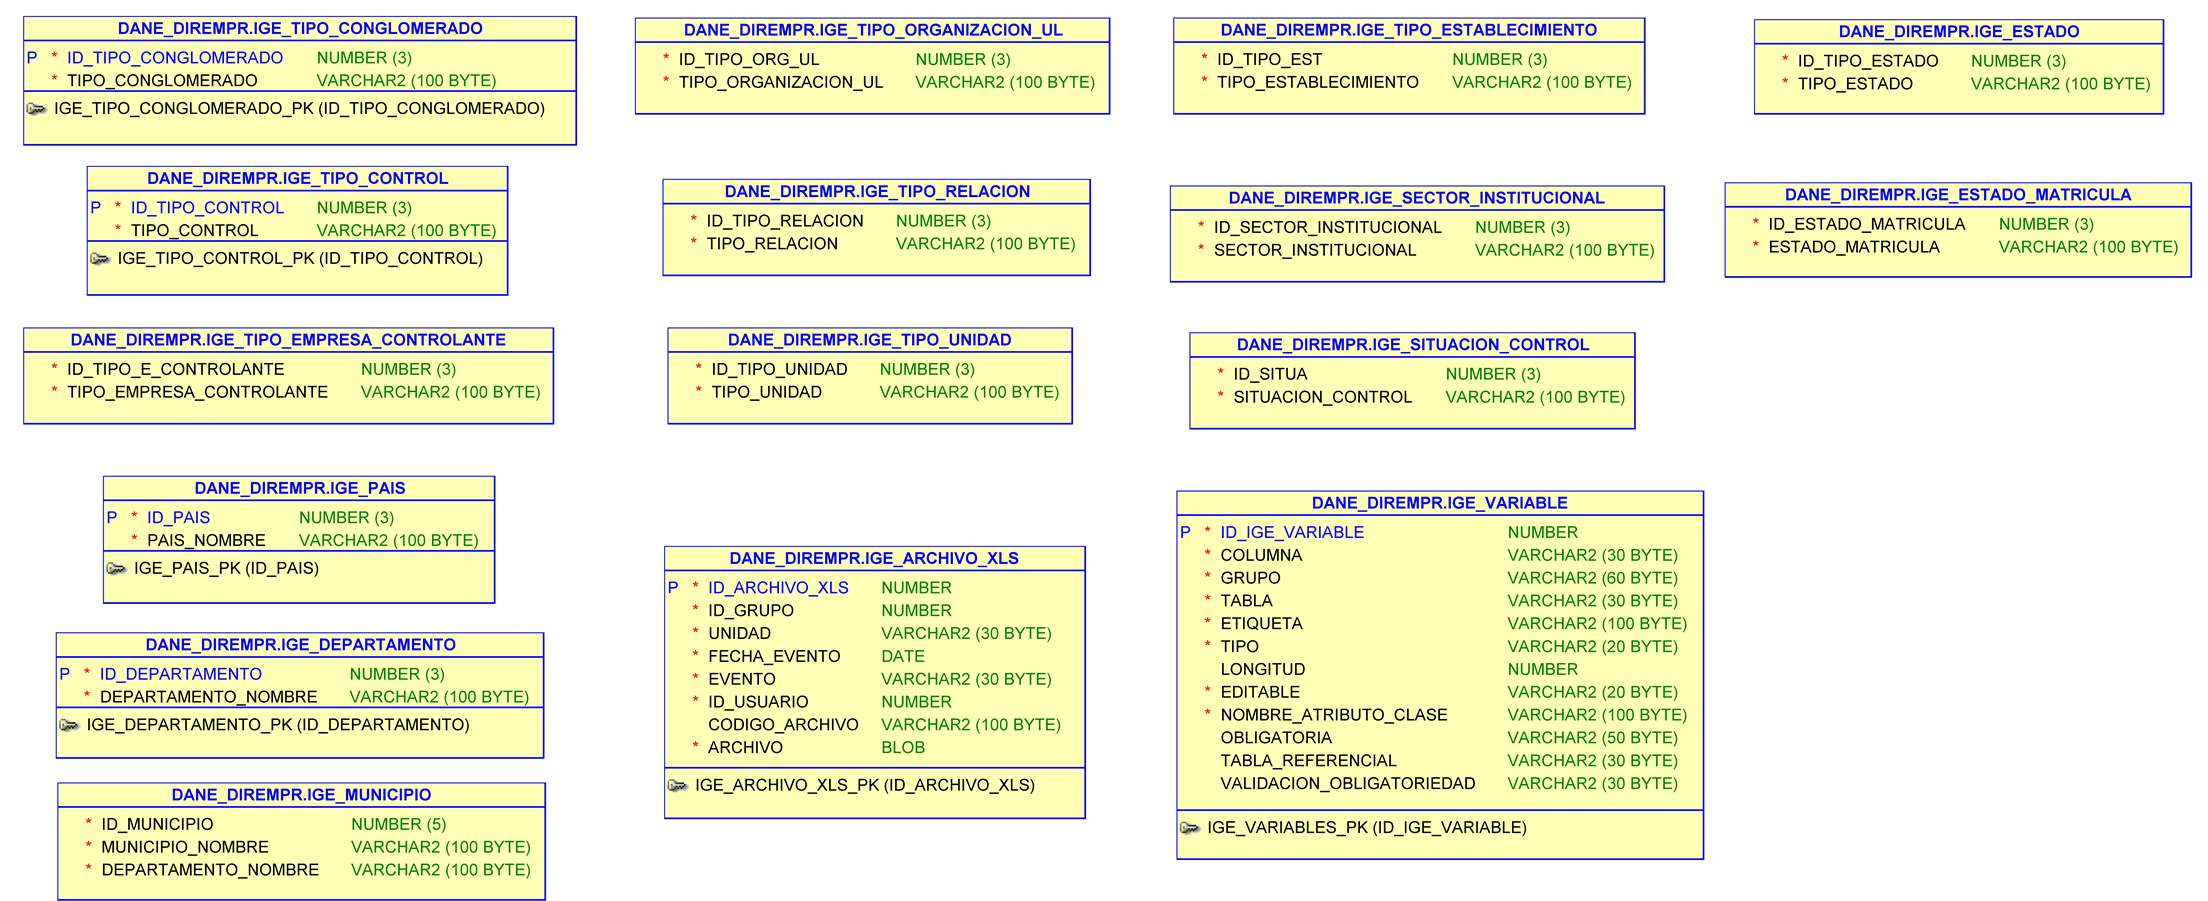 DANE_DIREMPR.IGE_TIPO_CONGLOMERADO
P * ID_TIPO_CONGLOMERADO NUMBER (3)
* TIPO_CONGLOMERADO VARCHAR2 (100 BYTE)
IGE_TIPO_CONGLOMERADO_PK (ID_TIPO_CONGLOMERADO)
DANE_DIREMPR.IGE_TIPO_ORGANIZACION_UL
* ID_TIPO_ORG_UL NUMBER (3)
* TIPO_ORGANIZACION_UL VARCHAR2 (100 BYTE)
DANE_DIREMPR.IGE_TIPO_ESTABLECIMIENTO
* ID_TIPO_EST NUMBER (3)
* TIPO_ESTABLECIMIENTO VARCHAR2 (100 BYTE)
DANE_DIREMPR.IGE_ESTADO
* ID_TIPO_ESTADO NUMBER (3)
* TIPO_ESTADO VARCHAR2 (100 BYTE)
DANE_DIREMPR.IGE_TIPO_CONTROL
P * ID_TIPO_CONTROL NUMBER (3)
* TIPO_CONTROL VARCHAR2 (100 BYTE)
IGE_TIPO_CONTROL_PK (ID_TIPO_CONTROL)
DANE_DIREMPR.IGE_TIPO_RELACION
* ID_TIPO_RELACION NUMBER (3)
* TIPO_RELACION VARCHAR2 (100 BYTE)
DANE_DIREMPR.IGE_SECTOR_INSTITUCIONAL
* ID_SECTOR_INSTITUCIONAL NUMBER (3)
* SECTOR_INSTITUCIONAL VARCHAR2 (100 BYTE)
DANE_DIREMPR.IGE_ESTADO_MATRICULA
* ID_ESTADO_MATRICULA NUMBER (3)
* ESTADO_MATRICULA VARCHAR2 (100 BYTE)
DANE_DIREMPR.IGE_TIPO_EMPRESA_CONTROLANTE
* ID_TIPO_E_CONTROLANTE NUMBER (3)
* TIPO_EMPRESA_CONTROLANTE VARCHAR2 (100 BYTE)
DANE_DIREMPR.IGE_TIPO_UNIDAD
* ID_TIPO_UNIDAD NUMBER (3)
* TIPO_UNIDAD VARCHAR2 (100 BYTE)
DANE_DIREMPR.IGE_SITUACION_CONTROL
* ID_SITUA NUMBER (3)
* SITUACION_CONTROL VARCHAR2 (100 BYTE)
DANE_DIREMPR.IGE_PAIS
P * ID_PAIS NUMBER (3)
* PAIS_NOMBRE VARCHAR2 (100 BYTE)
IGE_PAIS_PK (ID_PAIS)
DANE_DIREMPR.IGE_DEPARTAMENTO
P * ID_DEPARTAMENTO NUMBER (3)
* DEPARTAMENTO_NOMBRE VARCHAR2 (100 BYTE)
IGE_DEPARTAMENTO_PK (ID_DEPARTAMENTO)
DANE_DIREMPR.IGE_MUNICIPIO
* ID_MUNICIPIO NUMBER (5)
* MUNICIPIO_NOMBRE VARCHAR2 (100 BYTE)
* DEPARTAMENTO_NOMBRE VARCHAR2 (100 BYTE)
DANE_DIREMPR.IGE_ARCHIVO_XLS
P * ID_ARCHIVO_XLS NUMBER
* ID_GRUPO NUMBER
* UNIDAD VARCHAR2 (30 BYTE)
* FECHA_EVENTO DATE
* EVENTO VARCHAR2 (30 BYTE)
* ID_USUARIO NUMBER
CODIGO_ARCHIVO VARCHAR2 (100 BYTE)
* ARCHIVO BLOB
IGE_ARCHIVO_XLS_PK (ID_ARCHIVO_XLS)
DANE_DIREMPR.IGE_VARIABLE
P * ID_IGE_VARIABLE NUMBER
* COLUMNA VARCHAR2 (30 BYTE)
* GRUPO VARCHAR2 (60 BYTE)
* TABLA VARCHAR2 (30 BYTE)
* ETIQUETA VARCHAR2 (100 BYTE)
* TIPO VARCHAR2 (20 BYTE)
LONGITUD NUMBER
* EDITABLE VARCHAR2 (20 BYTE)
* NOMBRE_ATRIBUTO_CLASE VARCHAR2 (100 BYTE)
OBLIGATORIA VARCHAR2 (50 BYTE)
TABLA_REFERENCIAL VARCHAR2 (30 BYTE)
VALIDACION_OBLIGATORIEDAD VARCHAR2 (30 BYTE)
IGE_VARIABLES_PK (ID_IGE_VARIABLE)